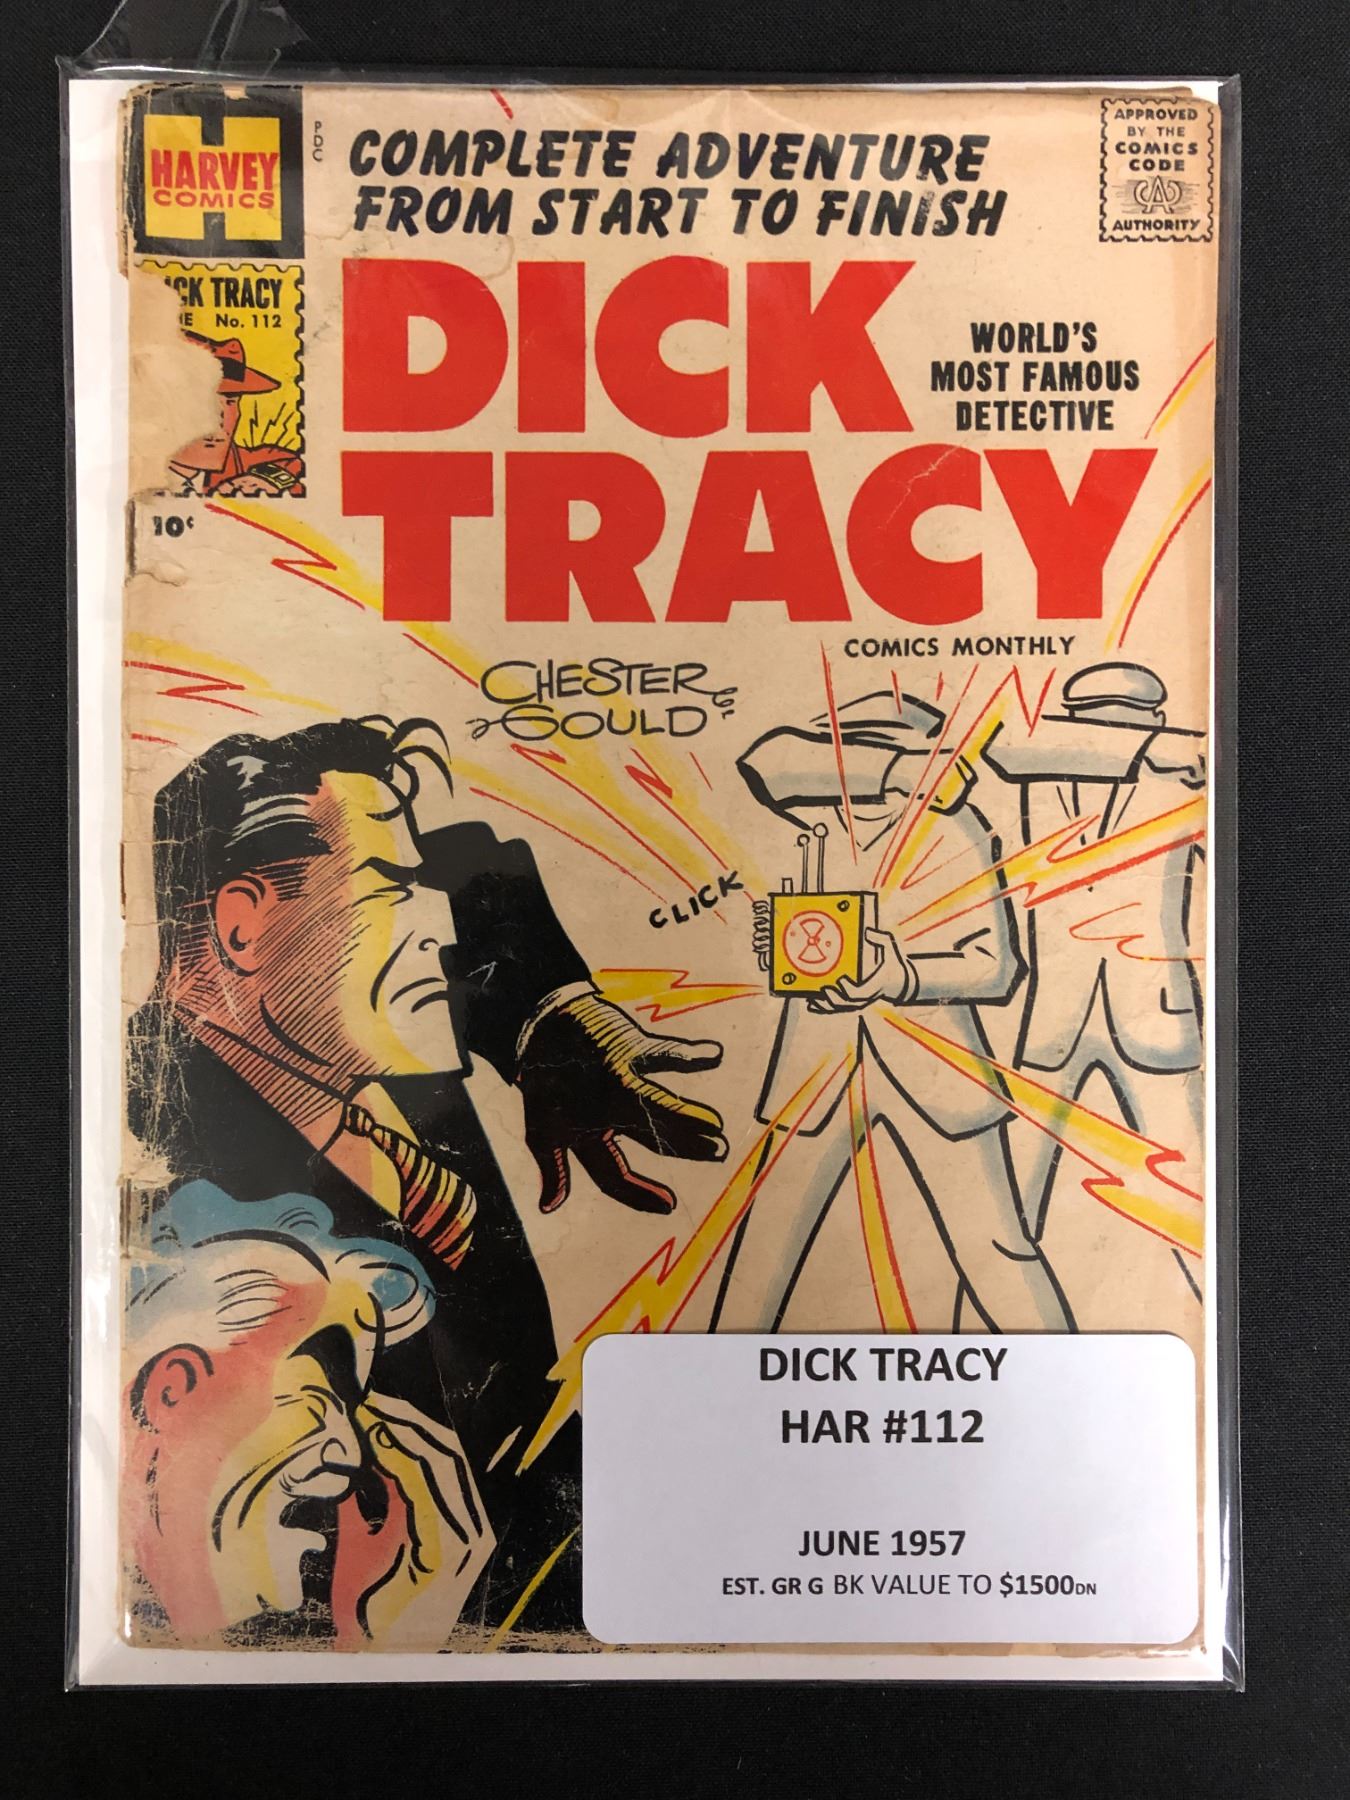 HARVEY
COMICS
PDC
COMPLETE ADVENTURE
FROM START TO FINISH
APPROVED
BY THE
COMICS
CODE
AUTHORITY
CK TRACY
E No. 112
10¢
DICK
TRACY
WORLD'S
MOST FAMOUS
DETECTIVE
COMICS MONTHLY
CHESTER
GOULD
CLICK
DICK TRACY
HAR #112
JUNE 1957
EST. GR G BK VALUE TO $1500DN